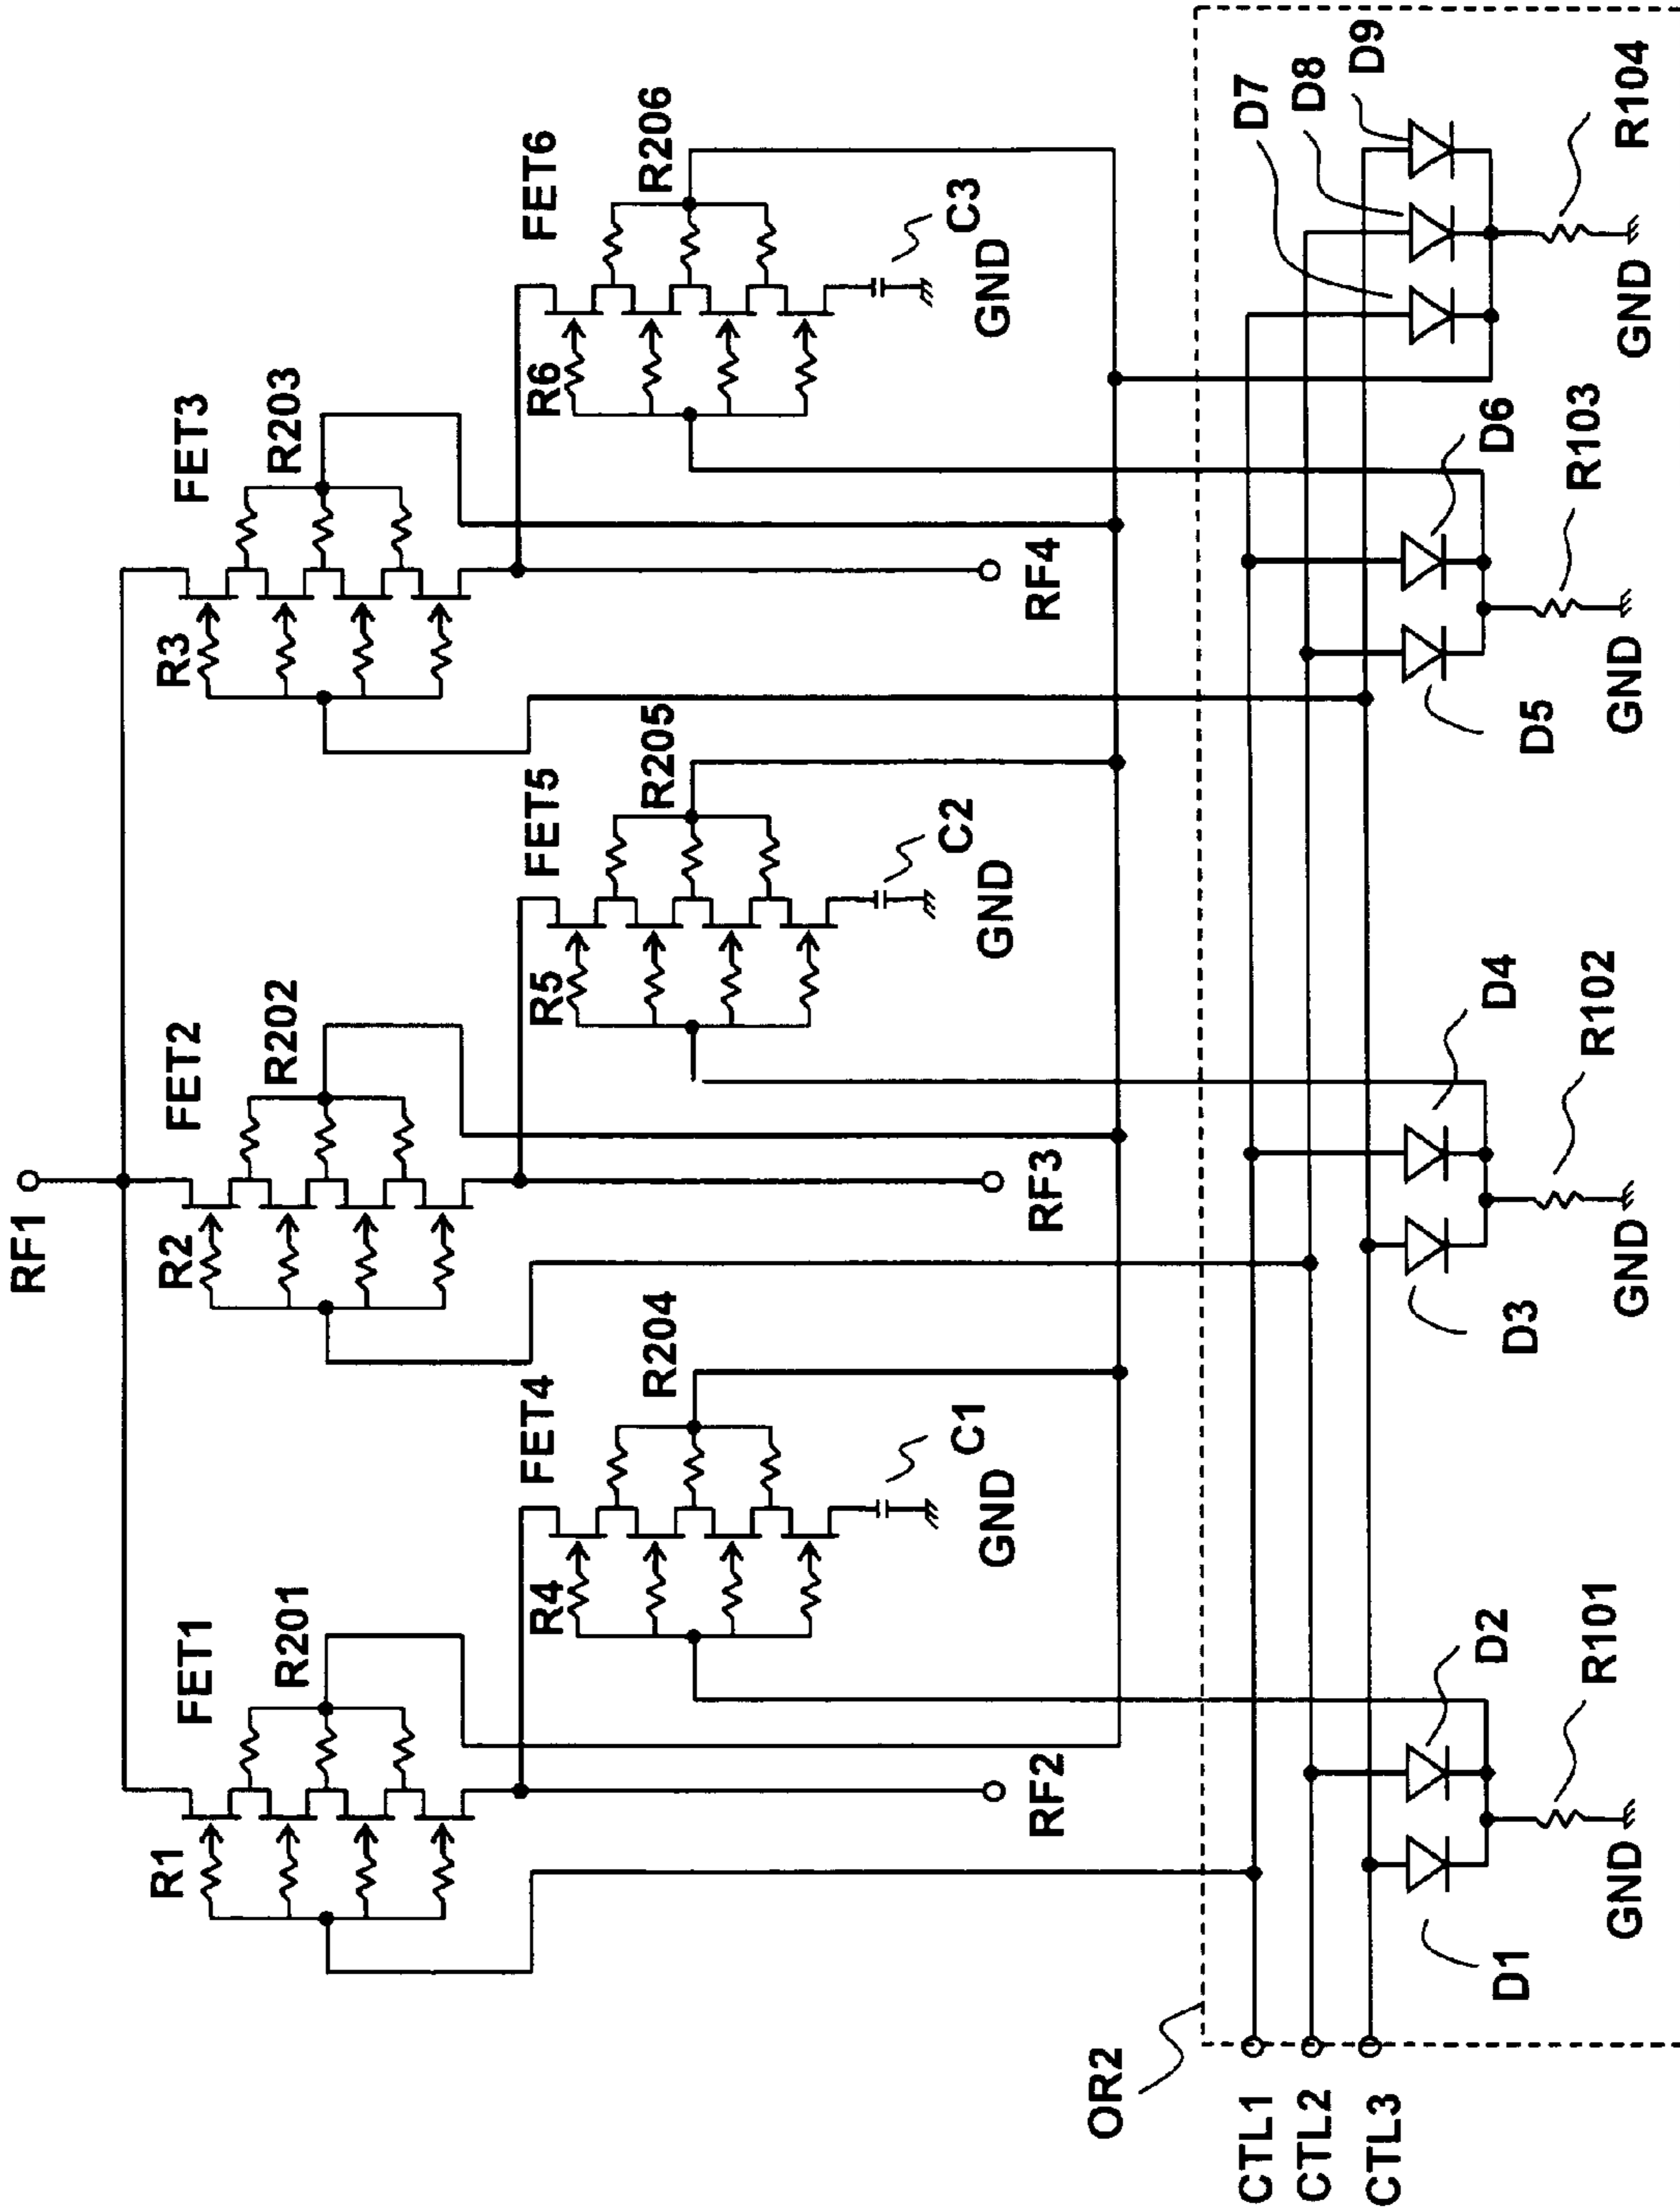 RF1
FET1
R201
R1
FET2
R202
R2
FET3
R203
R3
FET4
R204
R4
FET5
R205
R5
FET6
R206
R6
RF2
C1
GND
RF3
C2
GND
RF4
C3
GND
OR2
CTL1
CTL2
CTL3
D1
D2
R101
GND
D3
D4
R102
GND
D5
D6
R103
GND
D7
D8
D9
R104
GND